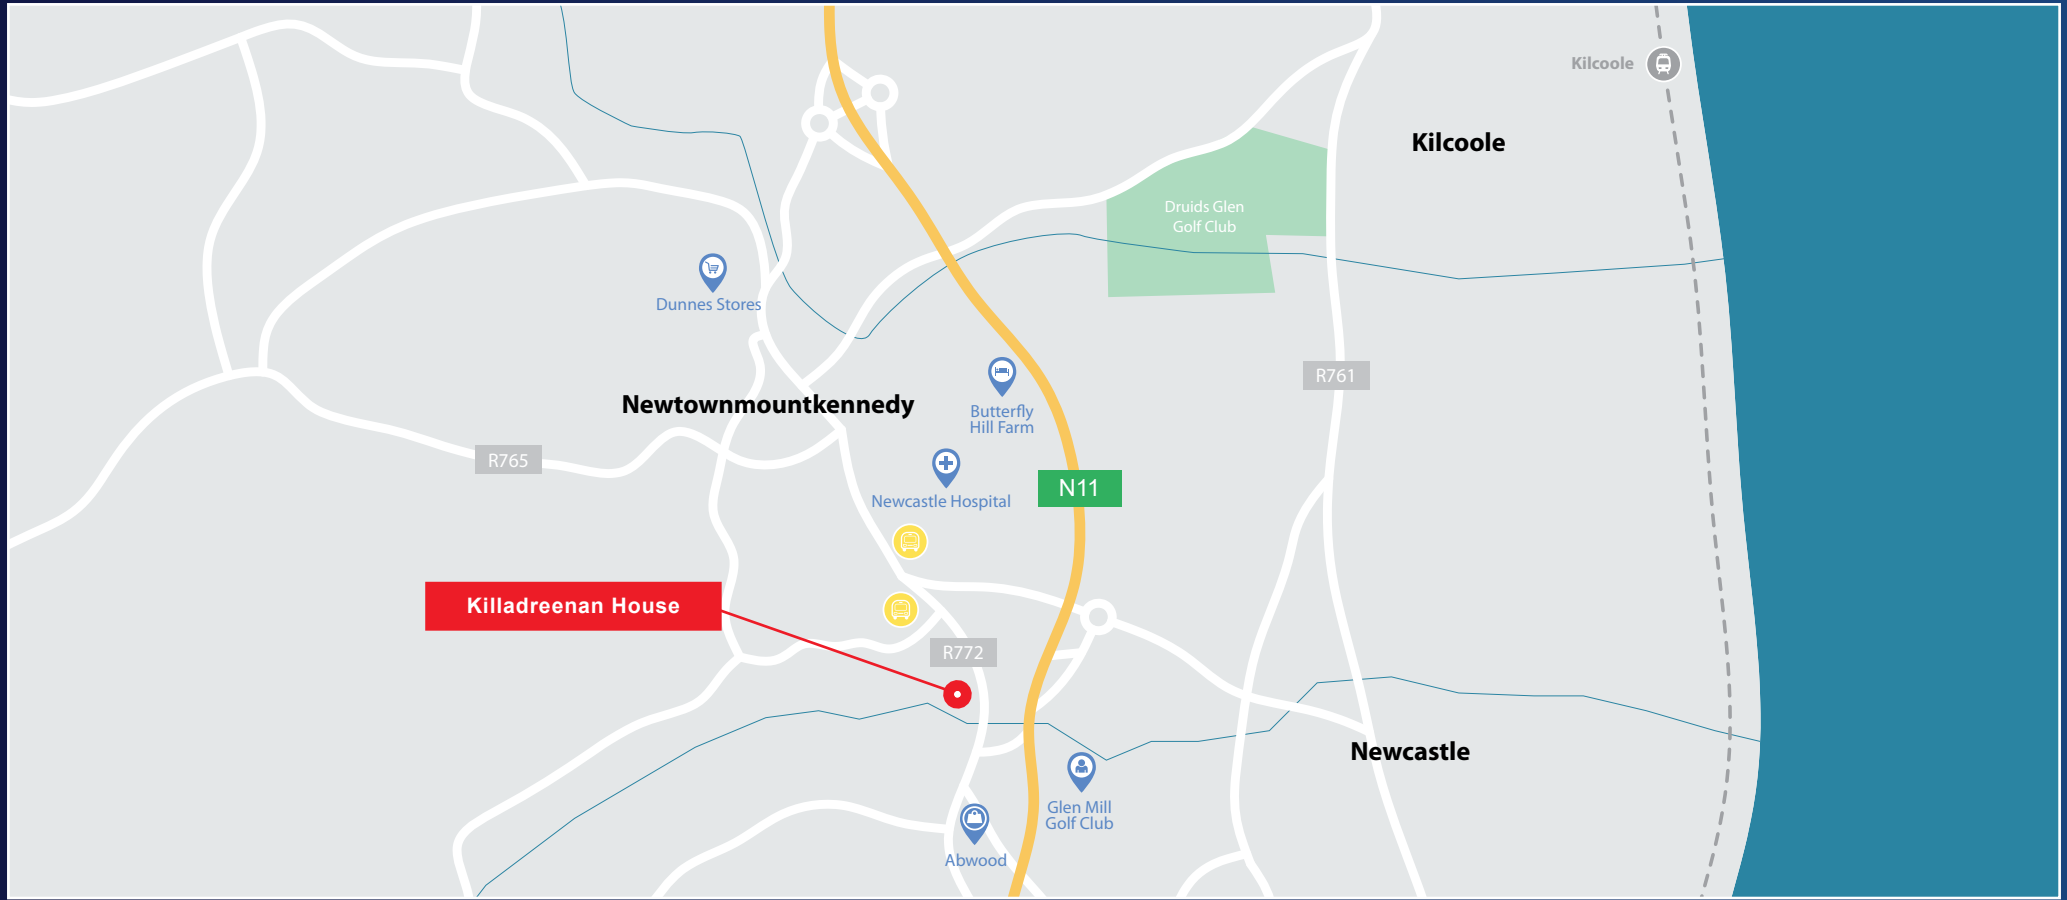 Kilcoole
Kilcoole
Druids Glen
Golf Club
Dunnes Stores
R761
Newtownmountkennedy
Butterfly
Hill Farm
R765
N11
Newcastle Hospital
Killadreenan House
R772
Newcastle
Glen Mill
Golf Club
Abwood